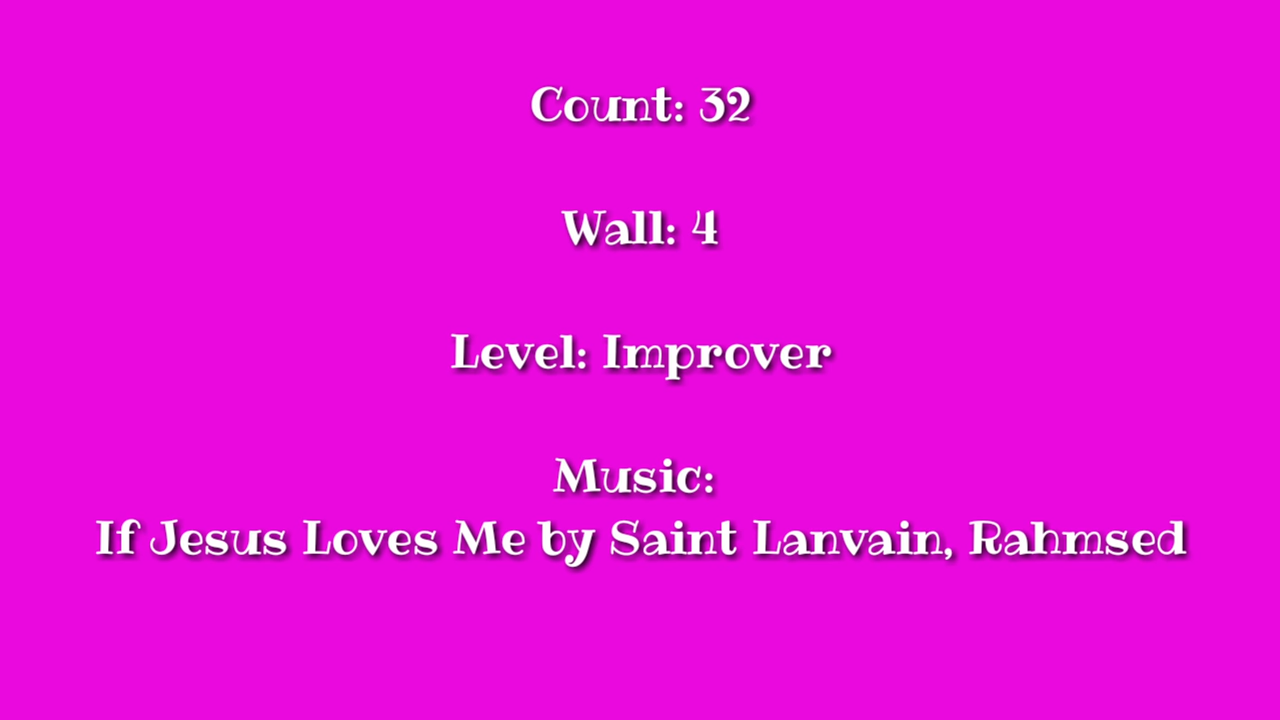 Count: 32
Wall: 4
Level: Improver
Music:
If Jesus Loves Me by Saint Lanvain, Rahmsed